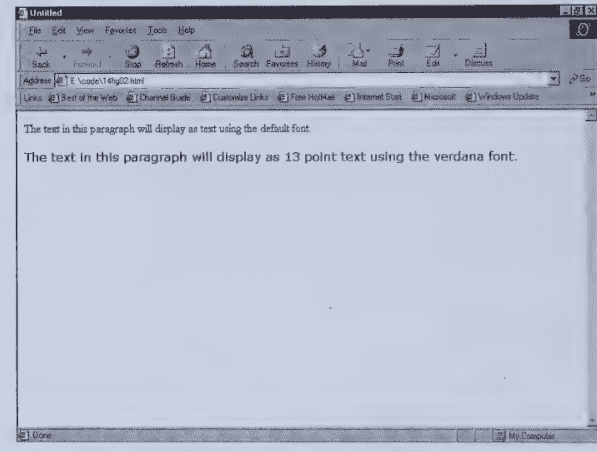 Untitled
File Edit View Favorites Tools Help
Back Forward Stop Refresh Home Search Favorites History Mail Print Edit Discuss
Address E:\code\14fig02.html Go
Links Best of the Web Channel Guide Customize Links Free HotMail Internet Start Microsoft Windows Update
The text in this paragraph will display as text using the default font.
The text in this paragraph will display as 13 point text using the verdana font.
Done My Computer